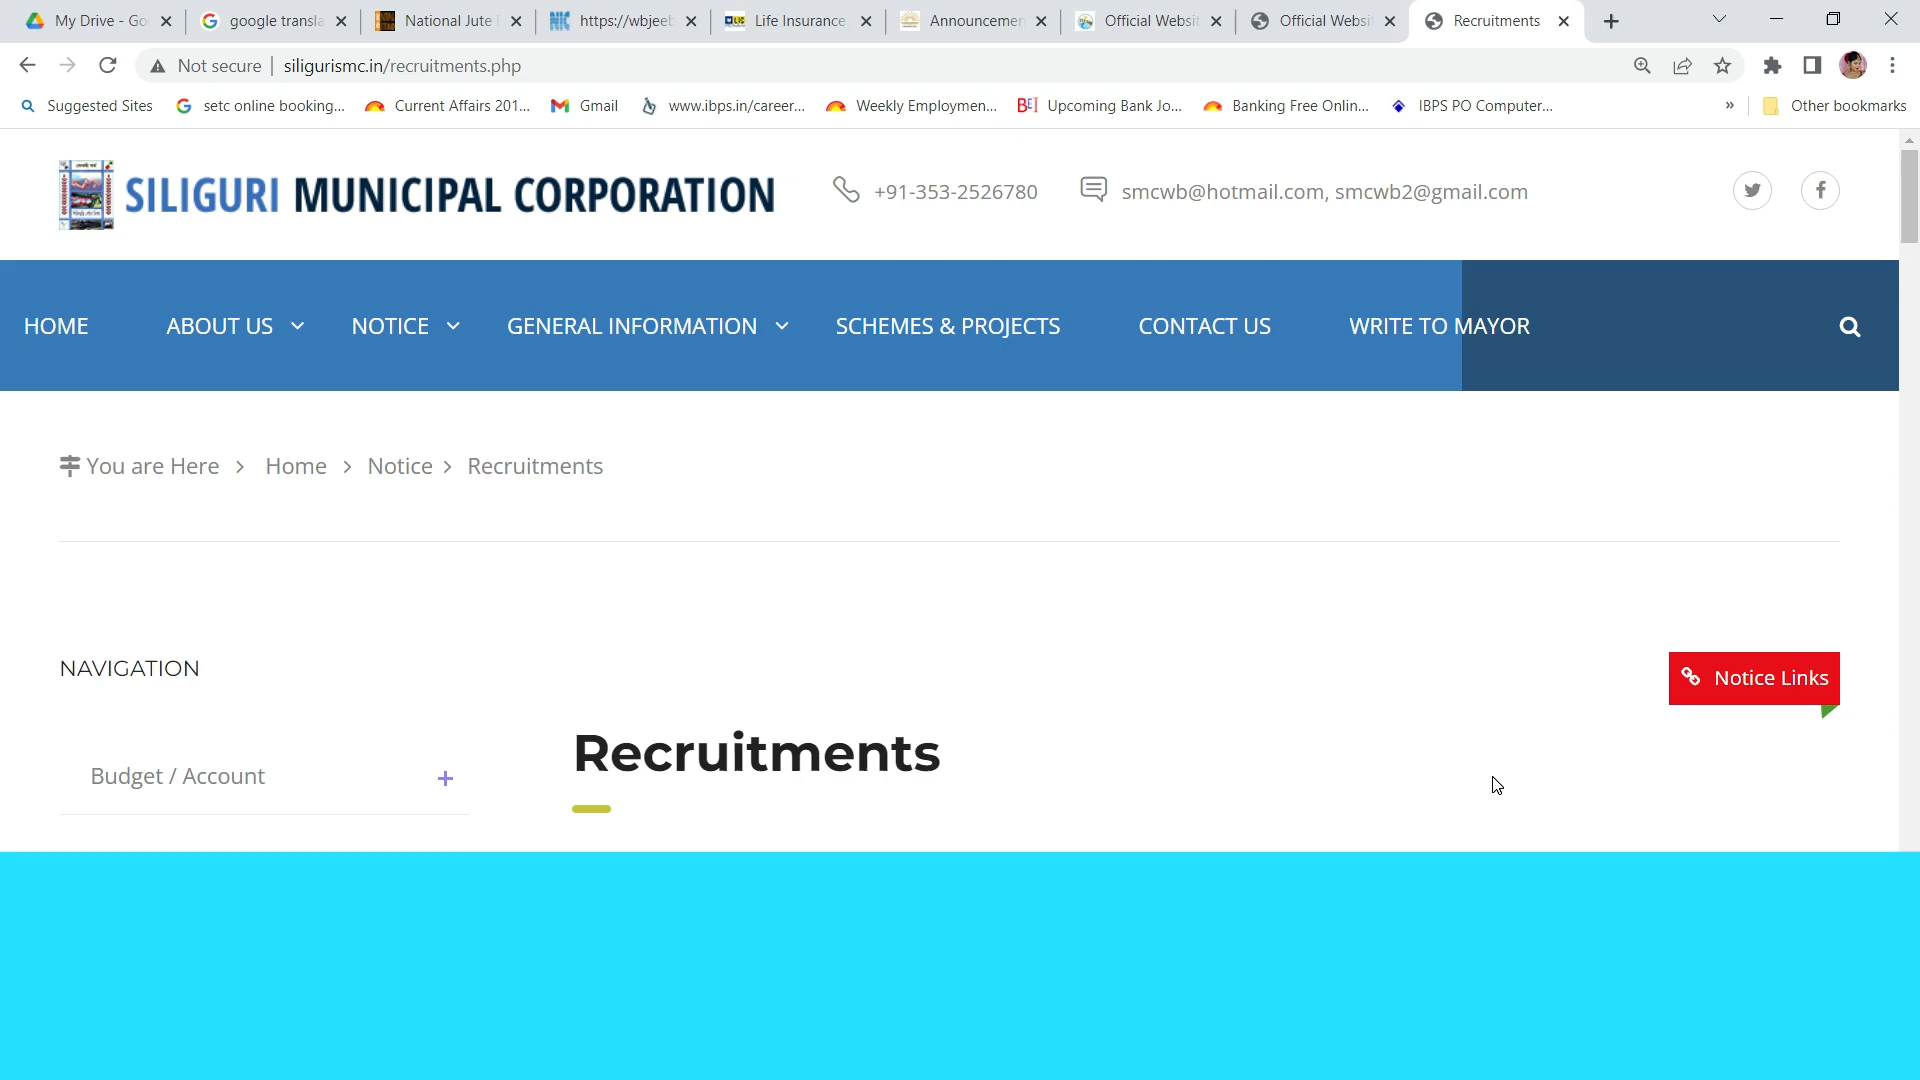 My Drive - Go
google transla
National Jute
https://wbjeeb
Life Insurance
Announcemen
Official Websit
Official Websit
Recruitments
Not secure | siligurismc.in/recruitments.php
Suggested Sites
setc online booking...
Current Affairs 201...
Gmail
www.ibps.in/career...
Weekly Employmen...
Upcoming Bank Jo...
Banking Free Onlin...
IBPS PO Computer...
»
Other bookmarks
SILIGURI MUNICIPAL CORPORATION
+91-353-2526780
smcwb@hotmail.com, smcwb2@gmail.com
HOME
ABOUT US
NOTICE
GENERAL INFORMATION
SCHEMES & PROJECTS
CONTACT US
WRITE TO MAYOR
You are Here > Home > Notice > Recruitments
NAVIGATION
Notice Links
Recruitments
Budget / Account +